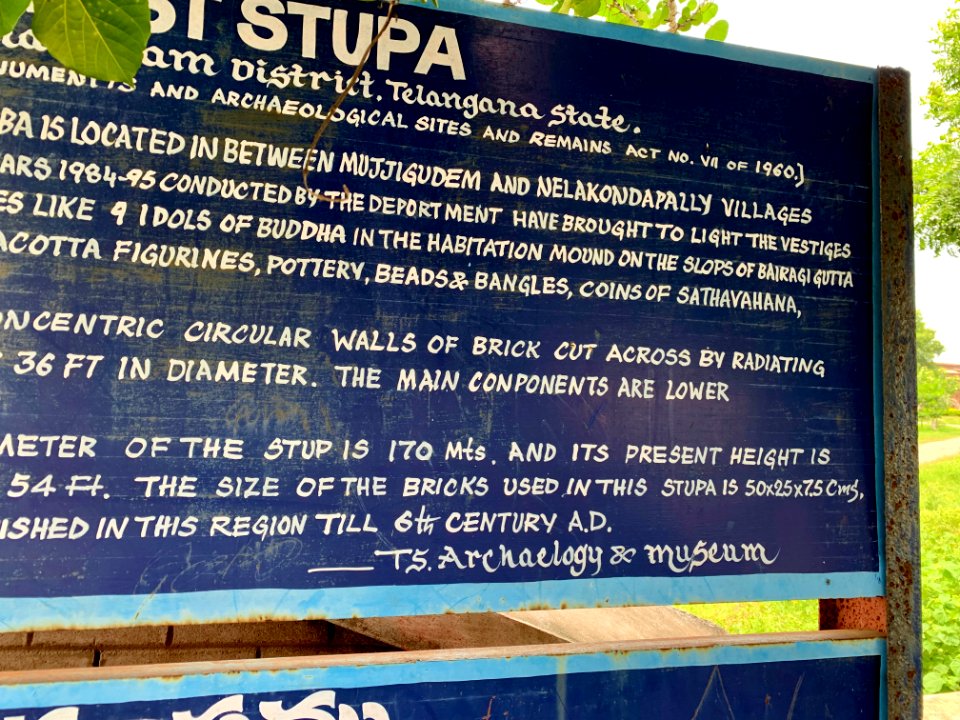 ST STUPA
am District. Telangana State.
NUMENTS AND ARCHAEOLOGICAL SITES AND REMAINS ACT NO. VII OF 1960.]
BA IS LOCATED IN BETWEEN MUJJIGUDEM AND NELAKONDAPALLY VILLAGES
ARS 1984-95 CONDUCTED BY THE DEPORTMENT HAVE BROUGHT TO LIGHT THE VESTIGES
ES LIKE 9 IDOLS OF BUDDHA IN THE HABITATION MOUND ON THE SLOPS OF BAIRAGI GUTTA
ACOTTA FIGURINES, POTTERY, BEADS & BANGLES, COINS OF SATHAVAHANA,
ONCENTRIC CIRCULAR WALLS OF BRICK CUT ACROSS BY RADIATING
36 FT IN DIAMETER. THE MAIN CONPONENTS ARE LOWER
METER OF THE STUP IS 170 Mts. AND ITS PRESENT HEIGHT IS
54 Ft. THE SIZE OF THE BRICKS USED IN THIS STUPA IS 50x25x7.5 Cms.
ISHED IN THIS REGION TILL 6th CENTURY A.D.
TS. Archaelogy & museum